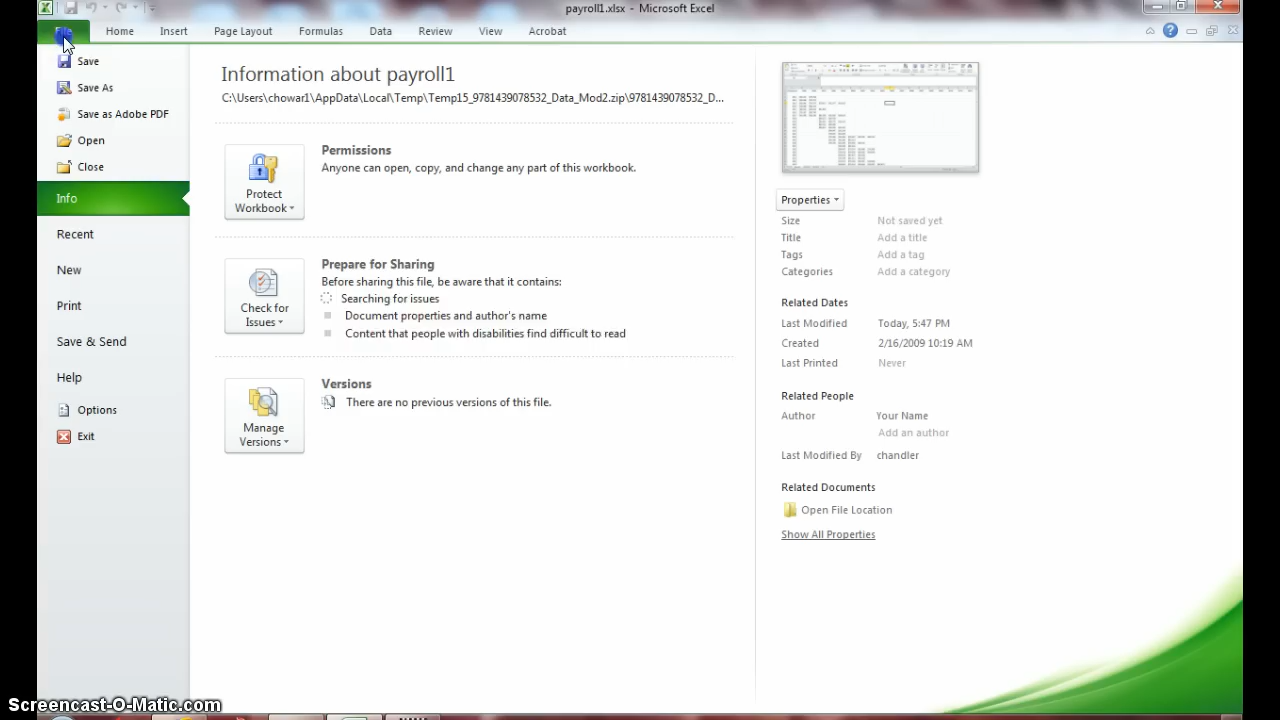 payroll1.xlsx - Microsoft Excel
File Home Insert Page Layout Formulas Data Review View Acrobat
Save
Save As
Save as Adobe PDF
Open
Close
Info
Recent
New
Print
Save & Send
Help
Options
Exit
Information about payroll1
C:\Users\chowar1\AppData\Local\Temp\Temp15_9781439078532_Data_Mod2.zip\9781439078532_D...
Protect
Workbook
Permissions
Anyone can open, copy, and change any part of this workbook.
Check for
Issues
Prepare for Sharing
Before sharing this file, be aware that it contains:
Searching for issues
Document properties and author's name
Content that people with disabilities find difficult to read
Manage
Versions
Versions
There are no previous versions of this file.
Properties
Size Not saved yet
Title Add a title
Tags Add a tag
Categories Add a category
Related Dates
Last Modified Today, 5:47 PM
Created 2/16/2009 10:19 AM
Last Printed Never
Related People
Author Your Name
Add an author
Last Modified By chandler
Related Documents
Open File Location
Show All Properties
Screencast-O-Matic.com